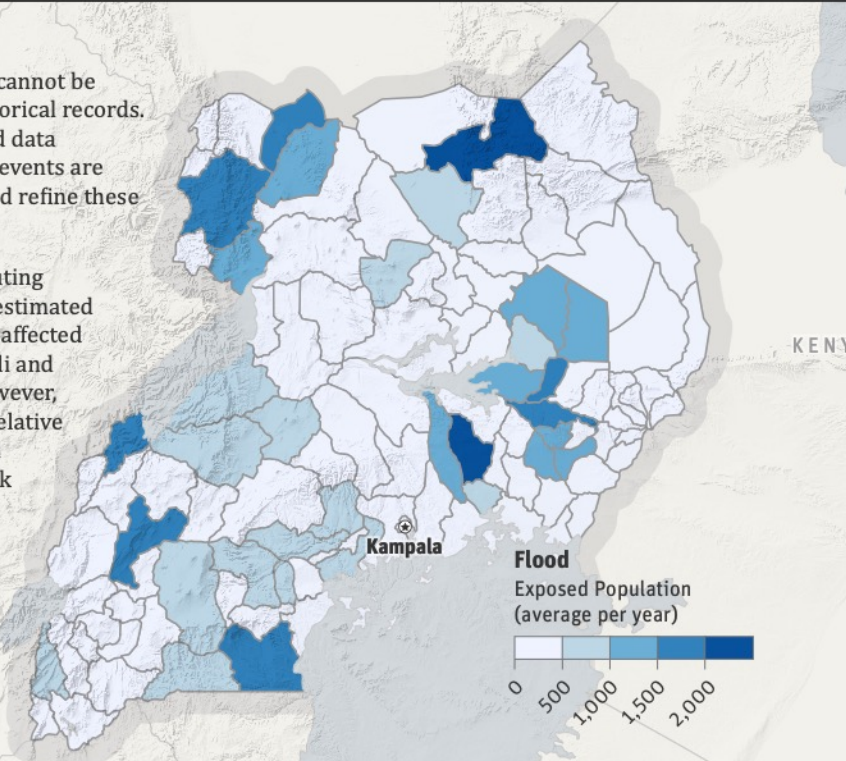 cannot be
orical records.
d data
events are
d refine these
ting
estimated
affected
li and
wever,
elative
k
KENY
Kampala
Flood
Exposed Population
(average per year)
0
500
1,000
1,500
2,000